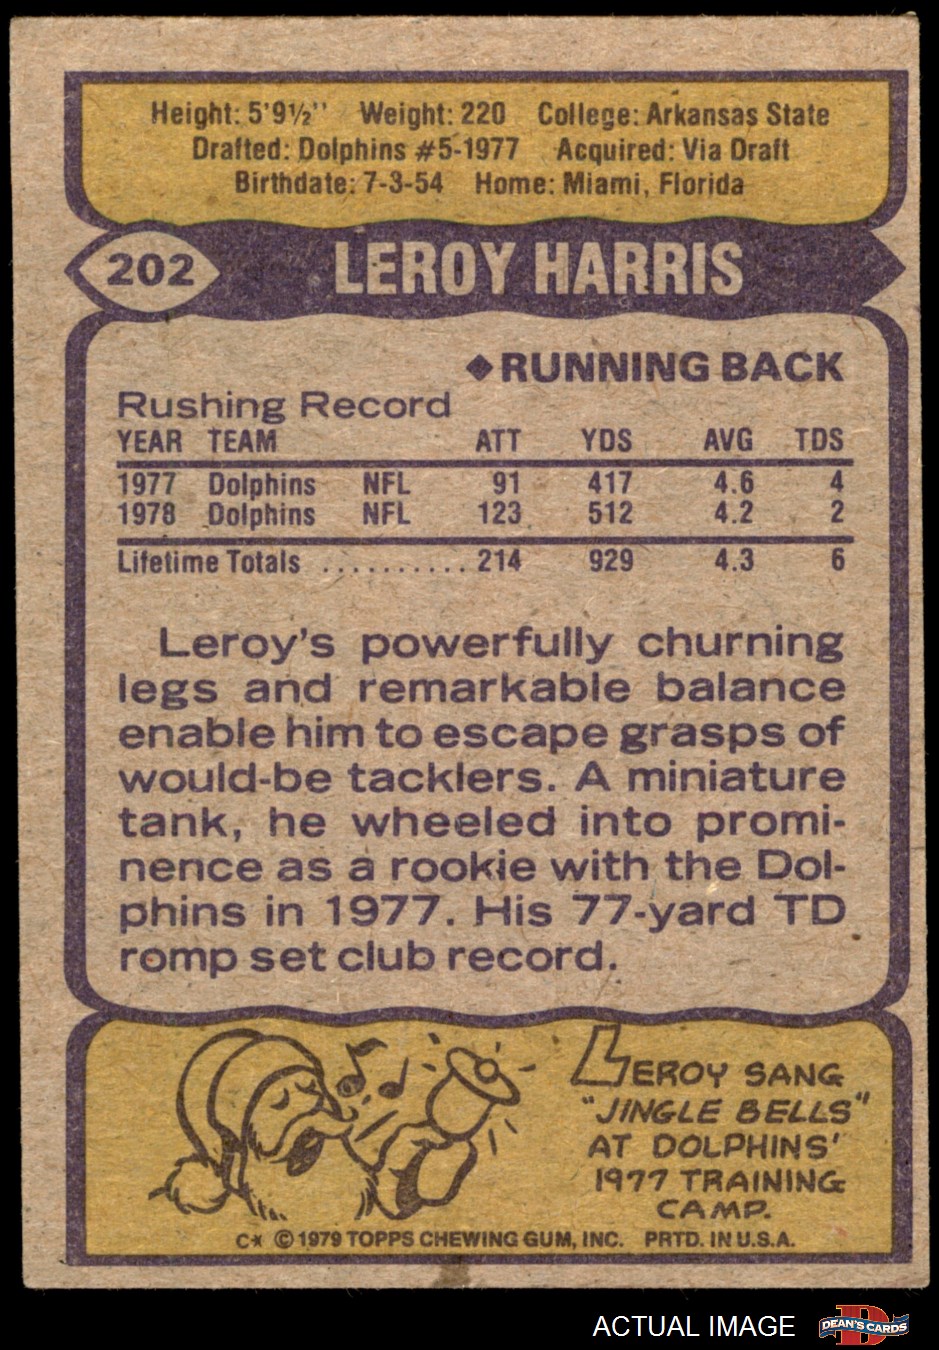 Height: 5'9½'' Weight: 220 College: Arkansas State
Drafted: Dolphins #5-1977 Acquired: Via Draft
Birthdate: 7-3-54 Home: Miami, Florida
202 LEROY HARRIS
◆RUNNING BACK
Rushing Record
YEAR TEAM ATT YDS AVG TDS
1977 Dolphins NFL 91 417 4.6 4
1978 Dolphins NFL 123 512 4.2 2
Lifetime Totals .......... 214 929 4.3 6
Leroy's powerfully churning
legs and remarkable balance
enable him to escape grasps of
would-be tacklers. A miniature
tank, he wheeled into promi-
nence as a rookie with the Dol-
phins in 1977. His 77-yard TD
romp set club record.
LEROY SANG
"JINGLE BELLS"
AT DOLPHINS'
1977 TRAINING
CAMP.
C* © 1979 TOPPS CHEWING GUM, INC. PRTD. IN U.S.A.
ACTUAL IMAGE D DEAN'S CARDS